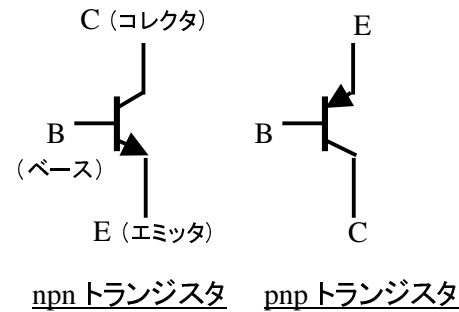 C（コレクタ）
E
B
（ベース）
B
E（エミッタ）
C
npn トランジスタ
pnp トランジスタ